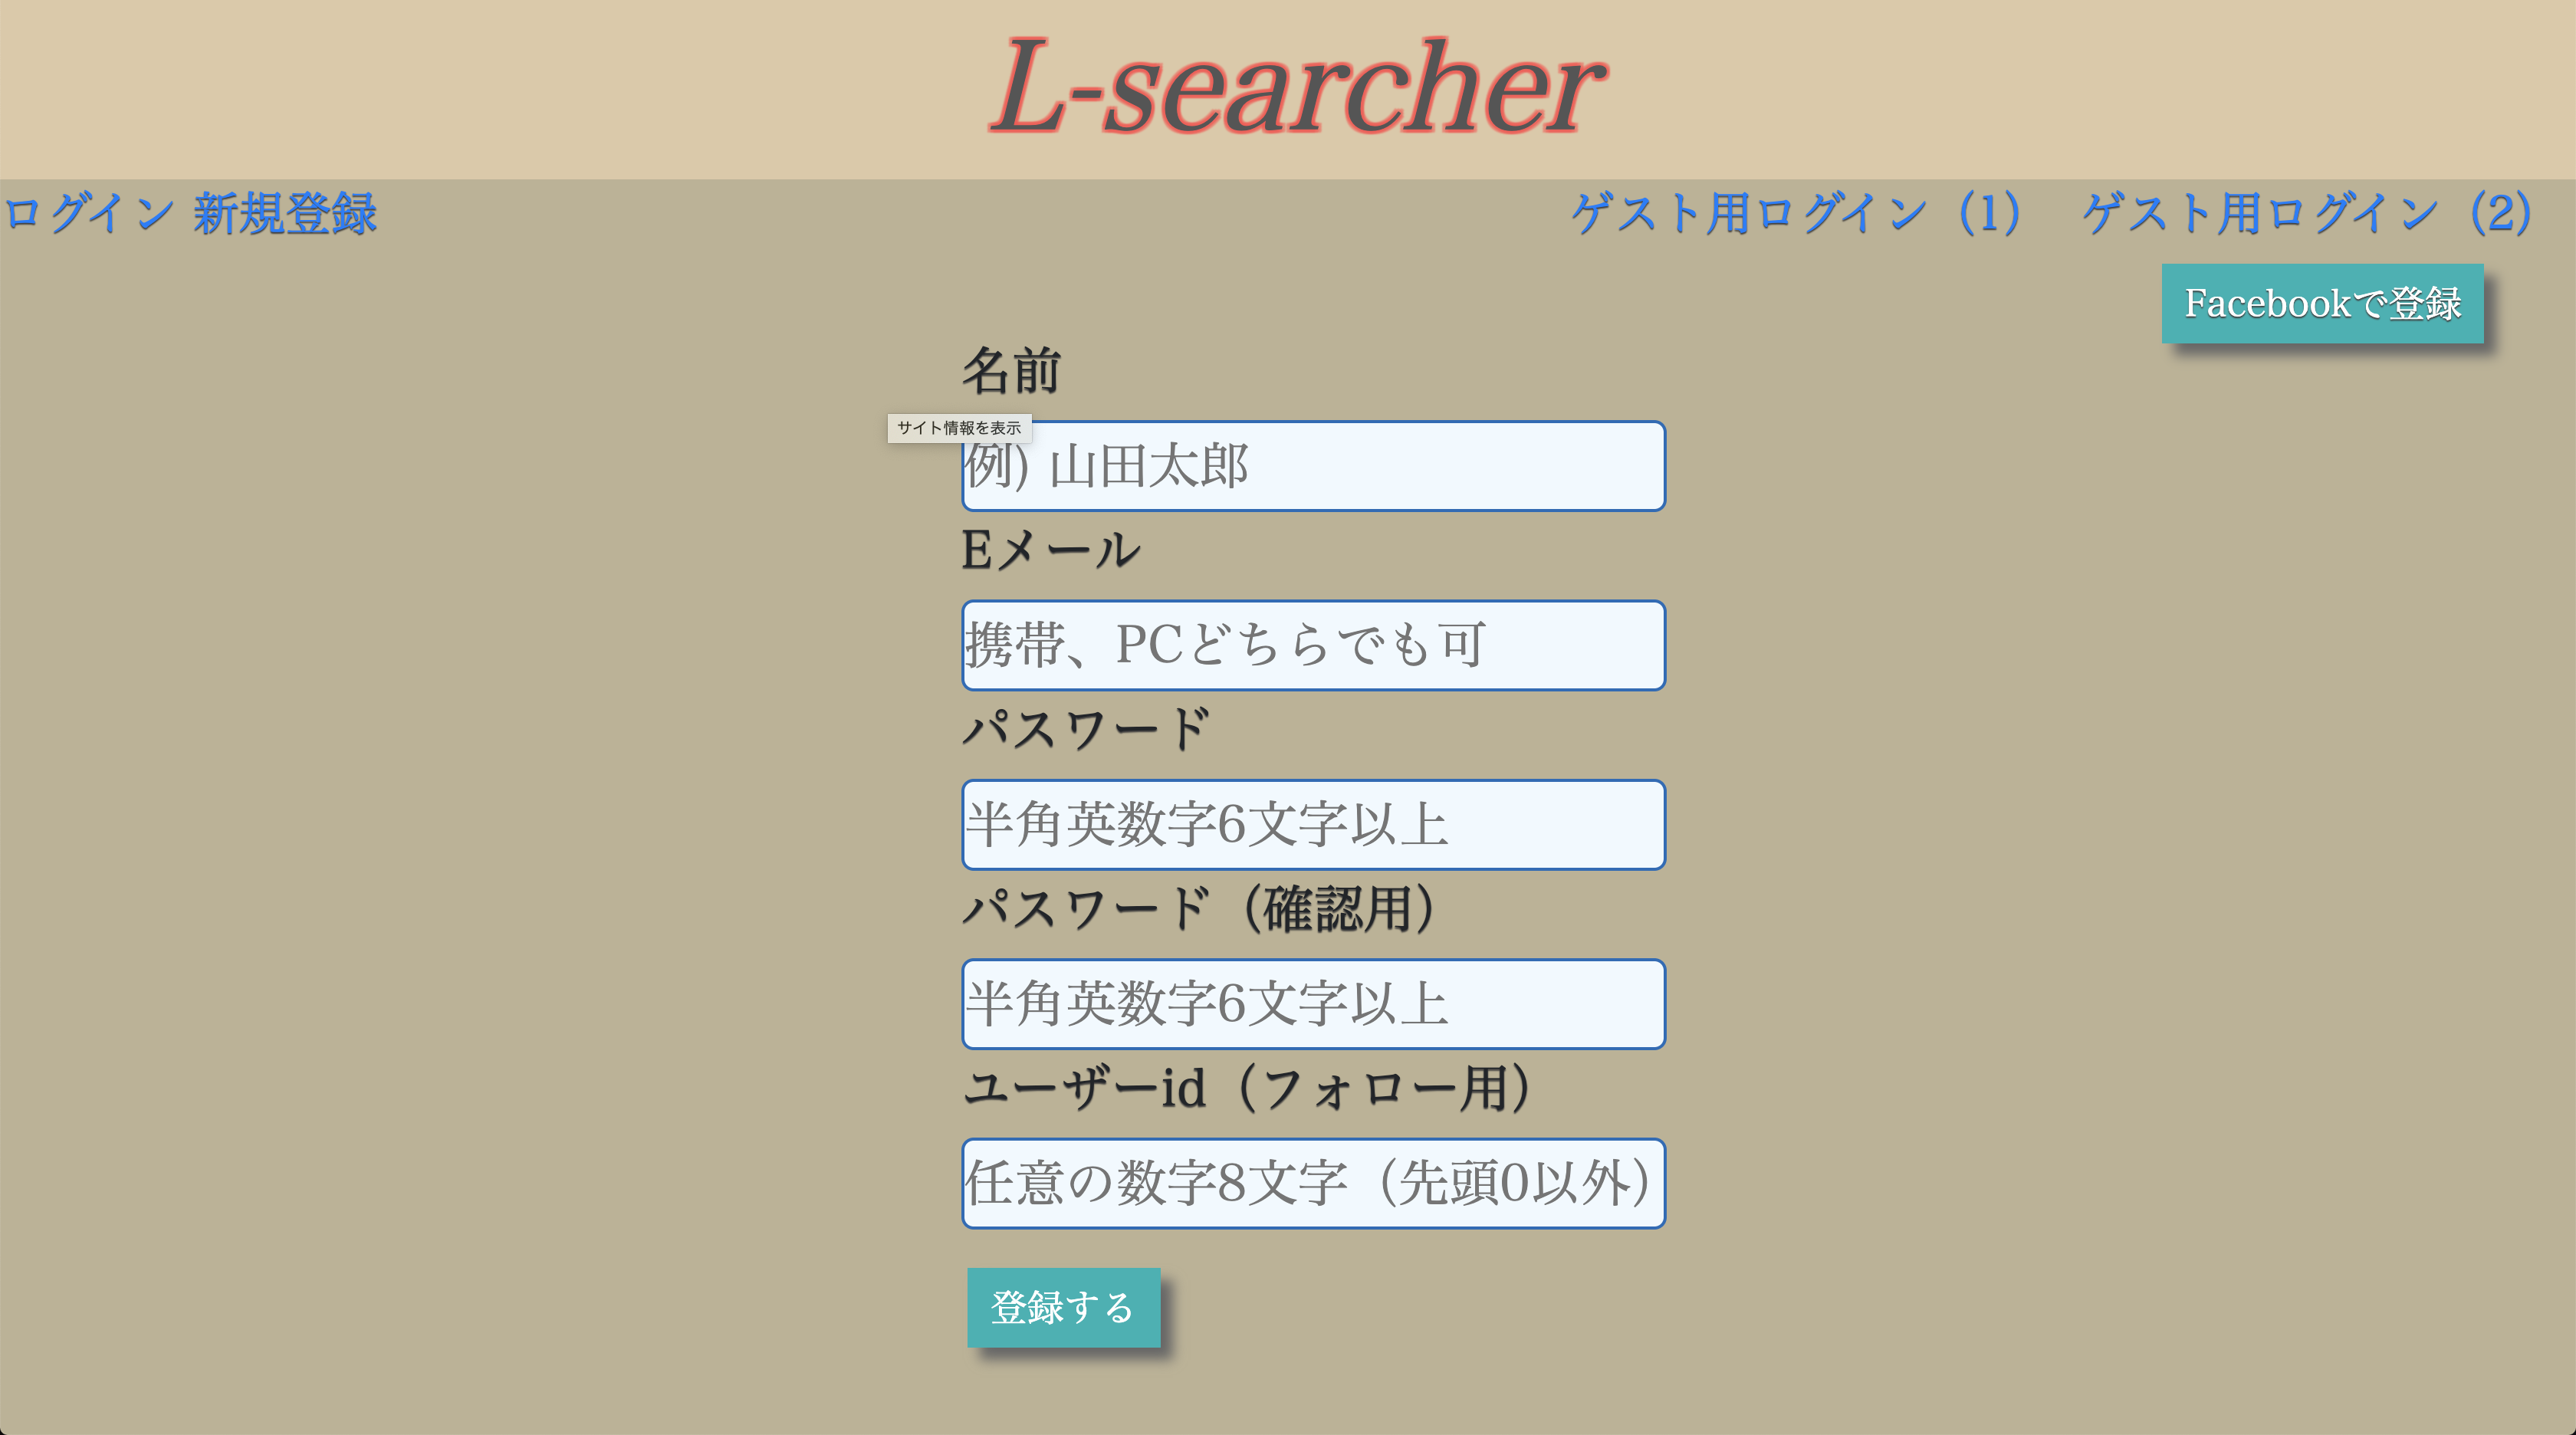 L-searcher
ログイン 新規登録 ゲスト用ログイン（1） ゲスト用ログイン（2）
Facebookで登録
名前
サイト情報を表示
例) 山田太郎
Eメール
携帯、PCどちらでも可
パスワード
半角英数字6文字以上
パスワード（確認用）
半角英数字6文字以上
ユーザーid（フォロー用）
任意の数字8文字（先頭0以外）
登録する